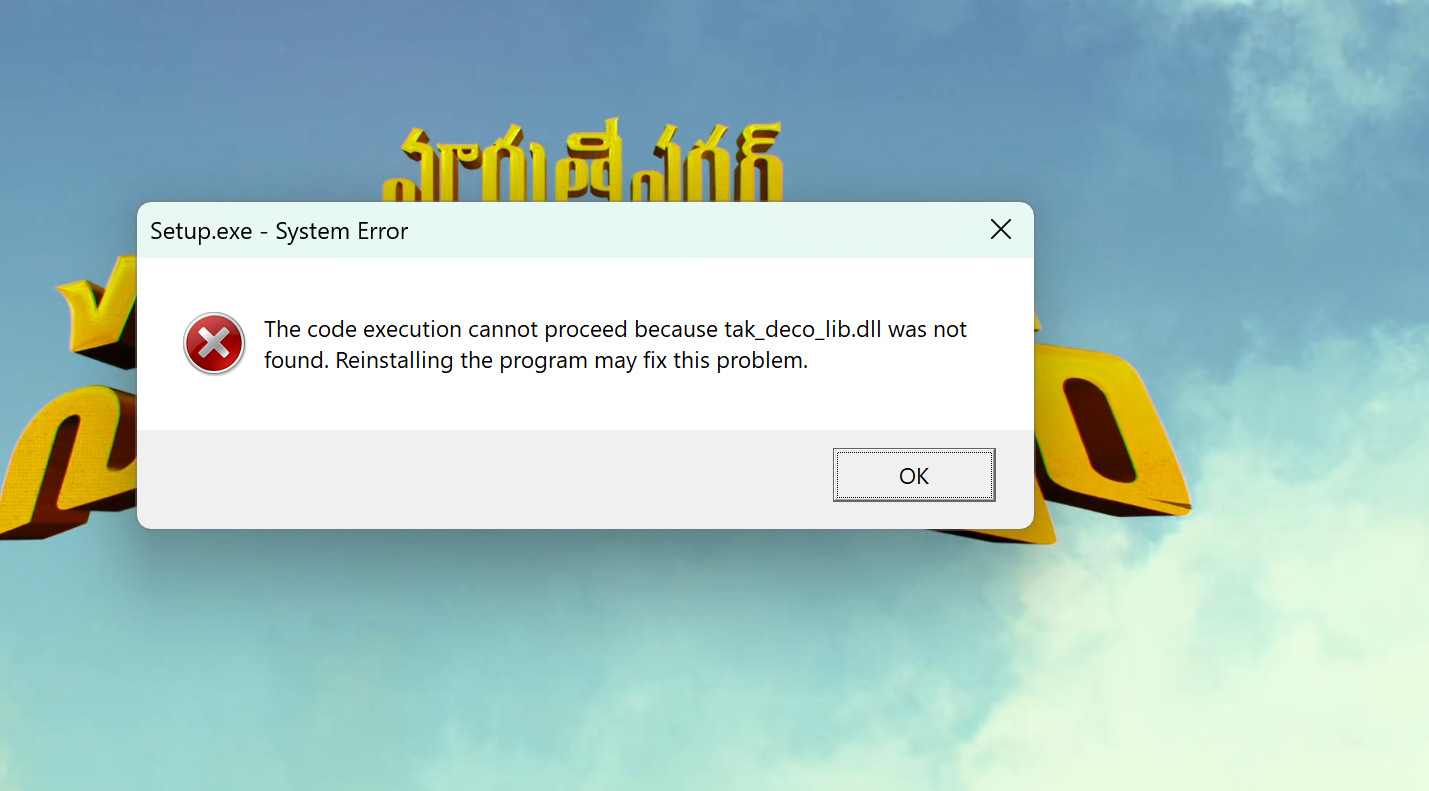 మారుతీనగర్
Setup.exe - System Error
The code execution cannot proceed because tak_deco_lib.dll was not
found. Reinstalling the program may fix this problem.
OK